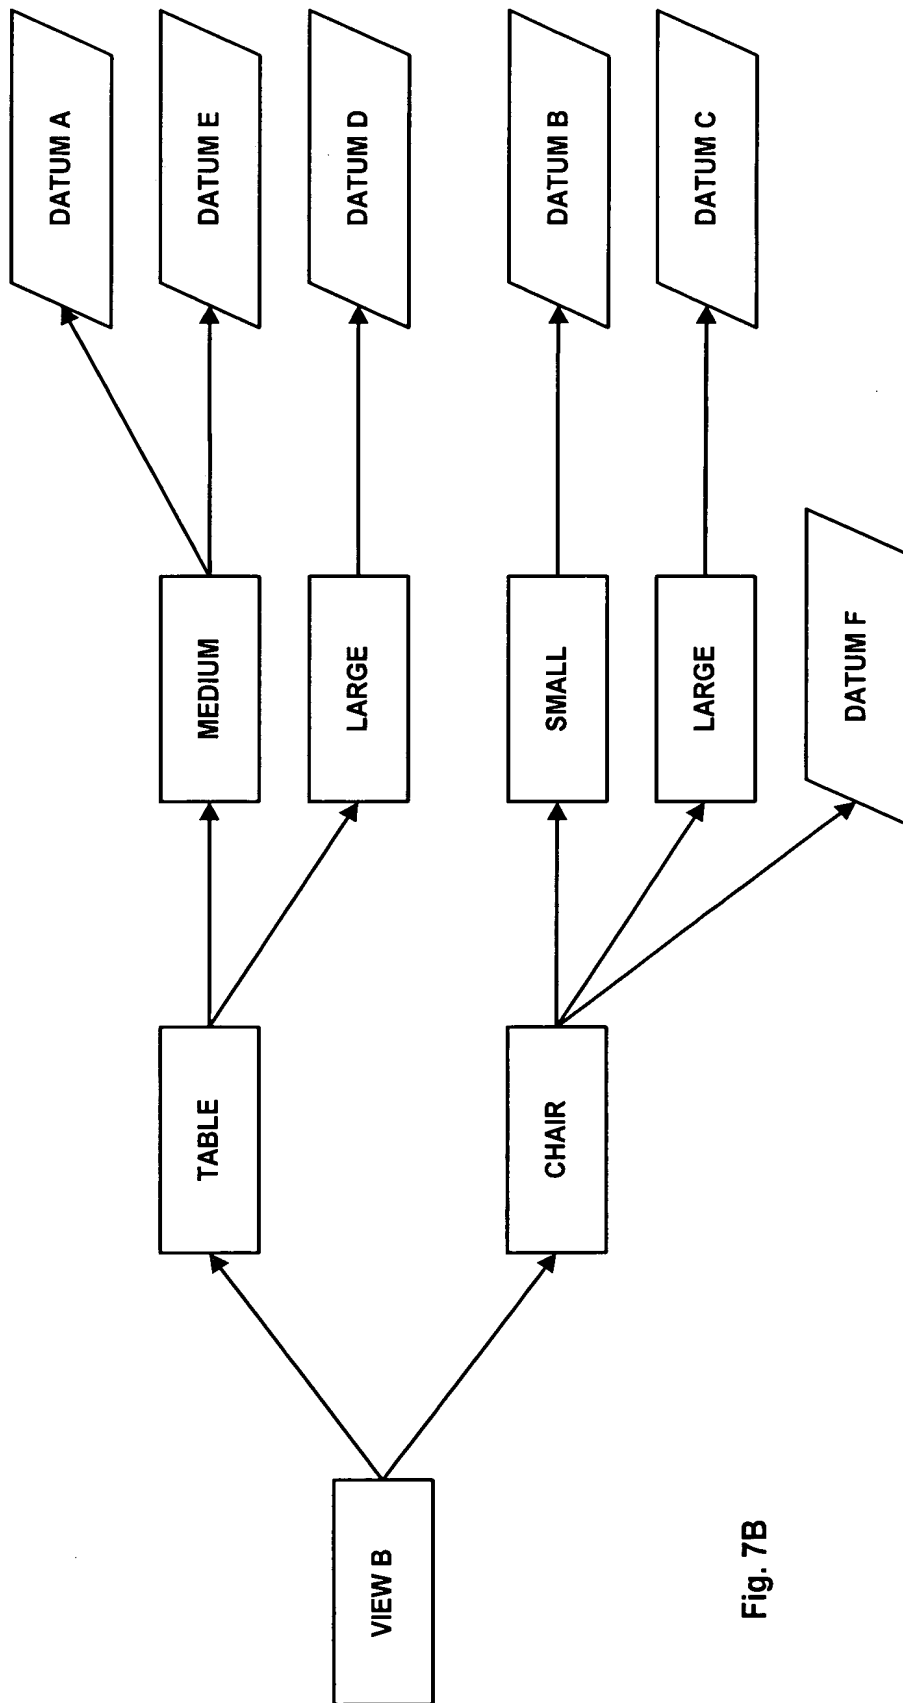 DATUM A
TABLE
MEDIUM
DATUM E
VIEW B
LARGE
DATUM D
CHAIR
SMALL
DATUM B
LARGE
DATUM C
DATUM F
Fig. 7B